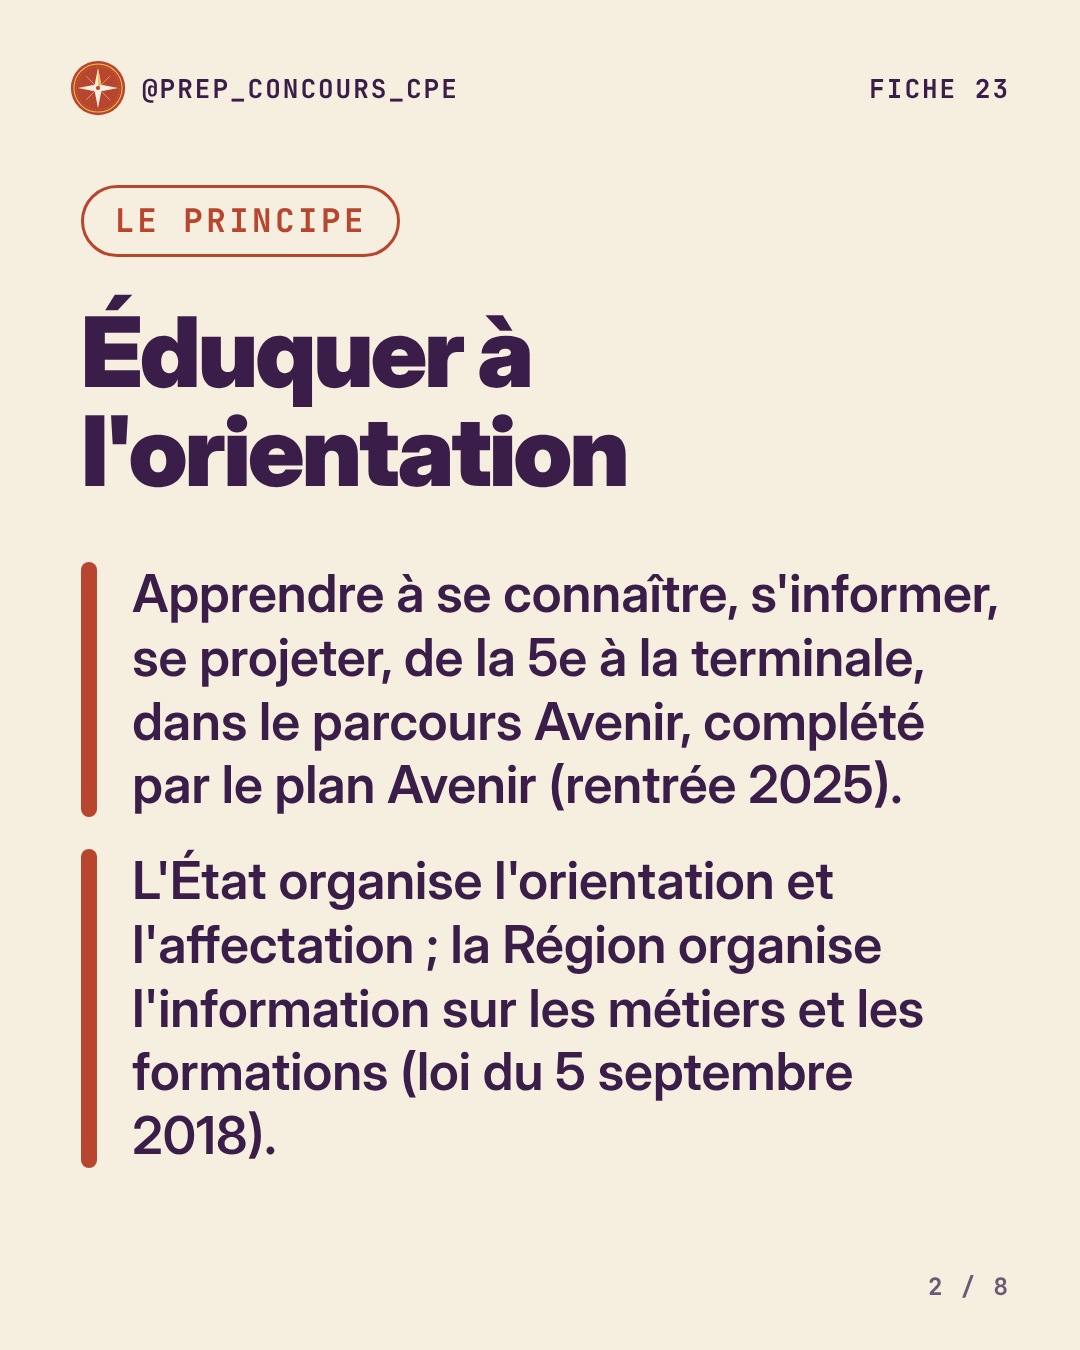 @PREP_CONCOURS_CPE
FICHE 23
LE PRINCIPE
Éduquer à
l'orientation
Apprendre à se connaître, s'informer,
se projeter, de la 5e à la terminale,
dans le parcours Avenir, complété
par le plan Avenir (rentrée 2025).
L'État organise l'orientation et
l'affectation ; la Région organise
l'information sur les métiers et les
formations (loi du 5 septembre
2018).
2 / 8